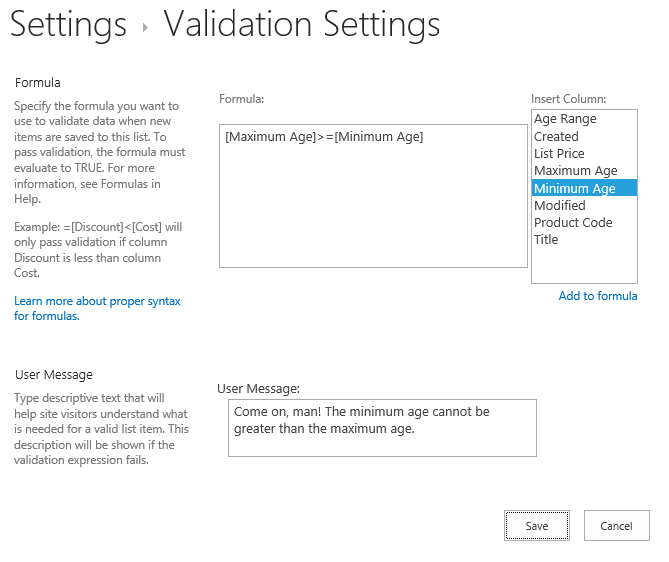 Settings ▸ Validation Settings
Formula
Specify the formula you want to
use to validate data when new
items are saved to this list. To
pass validation, the formula must
evaluate to TRUE. For more
information, see Formulas in
Help.
Example: =[Discount]<[Cost] will
only pass validation if column
Discount is less than column
Cost.
Learn more about proper syntax
for formulas.
Formula:
[Maximum Age]>=[Minimum Age]
Insert Column:
Age Range
Created
List Price
Maximum Age
Minimum Age
Modified
Product Code
Title
Add to formula
User Message
Type descriptive text that will
help site visitors understand what
is needed for a valid list item. This
description will be shown if the
validation expression fails.
User Message:
Come on, man! The minimum age cannot be
greater than the maximum age.
Save
Cancel